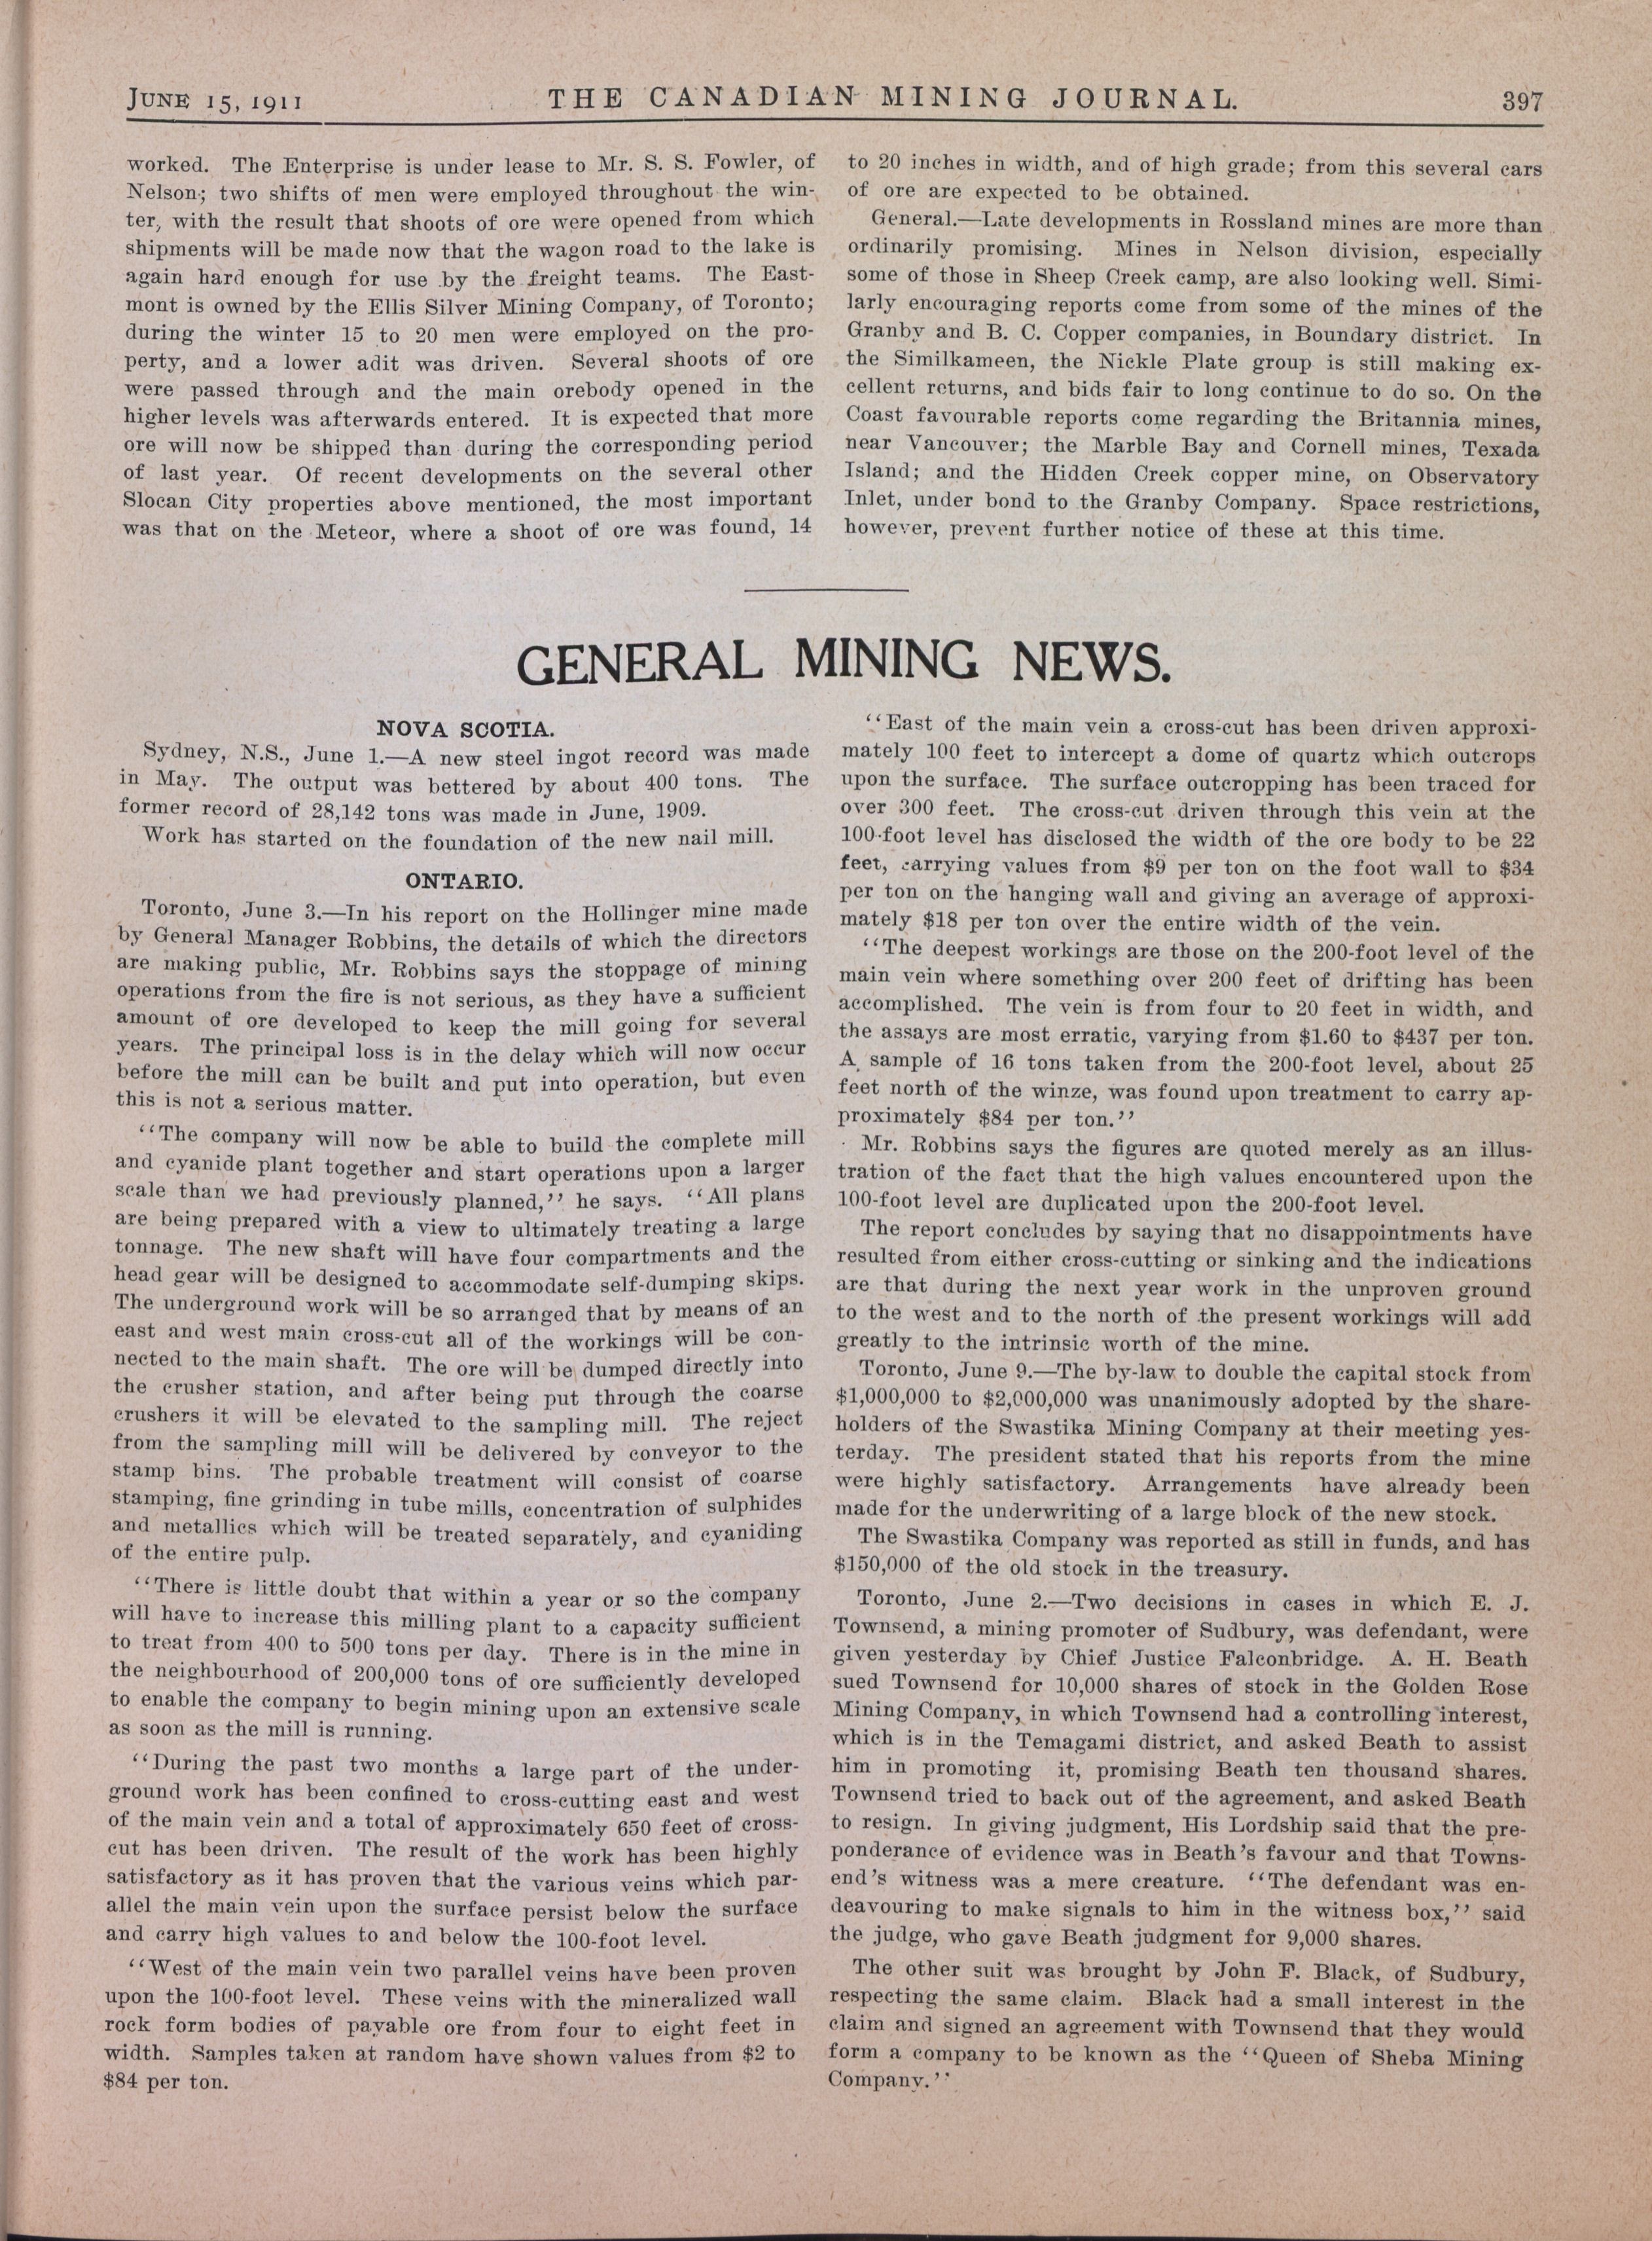 JUNE 15, 1911
THE CANADIAN MINING JOURNAL.
397
worked. The Enterprise is under lease to Mr. S. S. Fowler, of
Nelson; two shifts of men were employed throughout the win-
ter, with the result that shoots of ore were opened from which
shipments will be made now that the wagon road to the lake is
again hard enough for use by the freight teams. The East-
mont is owned by the Ellis Silver Mining Company, of Toronto;
during the winter 15 to 20 men were employed on the pro-
perty, and a lower adit was driven. Several shoots of ore
were passed through and the main orebody opened in the
higher levels was afterwards entered. It is expected that more
ore will now be shipped than during the corresponding period
of last year. Of recent developments on the several other
Slocan City properties above mentioned, the most important
was that on the Meteor, where a shoot of ore was found, 14
to 20 inches in width, and of high grade; from this several cars
of ore are expected to be obtained.
General.—Late developments in Rossland mines are more than
ordinarily promising. Mines in Nelson division, especially
some of those in Sheep Creek camp, are also looking well. Simi-
larly encouraging reports come from some of the mines of the
Granby and B. C. Copper companies, in Boundary district. In
the Similkameen, the Nickle Plate group is still making ex-
cellent returns, and bids fair to long continue to do so. On the
Coast favourable reports come regarding the Britannia mines,
near Vancouver; the Marble Bay and Cornell mines, Texada
Island; and the Hidden Creek copper mine, on Observatory
Inlet, under bond to the Granby Company. Space restrictions,
however, prevent further notice of these at this time.
GENERAL MINING NEWS.
NOVA SCOTIA.
Sydney, N.S., June 1.—A new steel ingot record was made
in May. The output was bettered by about 400 tons. The
former record of 28,142 tons was made in June, 1909.
Work has started on the foundation of the new nail mill.
ONTARIO.
Toronto, June 3.—In his report on the Hollinger mine made
by General Manager Robbins, the details of which the directors
are making public, Mr. Robbins says the stoppage of mining
operations from the fire is not serious, as they have a sufficient
amount of ore developed to keep the mill going for several
years. The principal loss is in the delay which will now occur
before the mill can be built and put into operation, but even
this is not a serious matter.
‘‘The company will now be able to build the complete mill
and cyanide plant together and start operations upon a larger
scale than we had previously planned,’’ he says. ‘‘All plans
are being prepared with a view to ultimately treating a large
tonnage. The new shaft will have four compartments and the
head gear will be designed to accommodate self-dumping skips.
The underground work will be so arranged that by means of an
east and west main cross-cut all of the workings will be con-
nected to the main shaft. The ore will be dumped directly into
the crusher station, and after being put through the coarse
crushers it will be elevated to the sampling mill. The reject
from the sampling mill will be delivered by conveyor to the
stamp bins. The probable treatment will consist of coarse
stamping, fine grinding in tube mills, concentration of sulphides
and metallics which will be treated separately, and cyaniding
of the entire pulp.
‘‘There is little doubt that within a year or so the company
will have to increase this milling plant to a capacity sufficient
to treat from 400 to 500 tons per day. There is in the mine in
the neighbourhood of 200,000 tons of ore sufficiently developed
to enable the company to begin mining upon an extensive scale
as soon as the mill is running.
‘‘During the past two months a large part of the under-
ground work has been confined to cross-cutting east and west
of the main vein and a total of approximately 650 feet of cross-
cut has been driven. The result of the work has been highly
satisfactory as it has proven that the various veins which par-
allel the main vein upon the surface persist below the surface
and carry high values to and below the 100-foot level.
‘‘West of the main vein two parallel veins have been proven
upon the 100-foot level. These veins with the mineralized wall
rock form bodies of payable ore from four to eight feet in
width. Samples taken at random have shown values from $2 to
$84 per ton.
‘‘East of the main vein a cross-cut has been driven approxi-
mately 100 feet to intercept a dome of quartz which outcrops
upon the surface. The surface outcropping has been traced for
over 300 feet. The cross-cut driven through this vein at the
100-foot level has disclosed the width of the ore body to be 22
feet, carrying values from $9 per ton on the foot wall to $34
per ton on the hanging wall and giving an average of approxi-
mately $18 per ton over the entire width of the vein.
‘‘The deepest workings are those on the 200-foot level of the
main vein where something over 200 feet of drifting has been
accomplished. The vein is from four to 20 feet in width, and
the assays are most erratic, varying from $1.60 to $437 per ton.
A sample of 16 tons taken from the 200-foot level, about 25
feet north of the winze, was found upon treatment to carry ap-
proximately $84 per ton.’’
Mr. Robbins says the figures are quoted merely as an illus-
tration of the fact that the high values encountered upon the
100-foot level are duplicated upon the 200-foot level.
The report concludes by saying that no disappointments have
resulted from either cross-cutting or sinking and the indications
are that during the next year work in the unproven ground
to the west and to the north of the present workings will add
greatly to the intrinsic worth of the mine.
Toronto, June 9.—The by-law to double the capital stock from
$1,000,000 to $2,000,000 was unanimously adopted by the share-
holders of the Swastika Mining Company at their meeting yes-
terday. The president stated that his reports from the mine
were highly satisfactory. Arrangements have already been
made for the underwriting of a large block of the new stock.
The Swastika Company was reported as still in funds, and has
$150,000 of the old stock in the treasury.
Toronto, June 2.—Two decisions in cases in which E. J.
Townsend, a mining promoter of Sudbury, was defendant, were
given yesterday by Chief Justice Falconbridge. A. H. Beath
sued Townsend for 10,000 shares of stock in the Golden Rose
Mining Company, in which Townsend had a controlling interest,
which is in the Temagami district, and asked Beath to assist
him in promoting it, promising Beath ten thousand shares.
Townsend tried to back out of the agreement, and asked Beath
to resign. In giving judgment, His Lordship said that the pre-
ponderance of evidence was in Beath’s favour and that Towns-
end’s witness was a mere creature. ‘‘The defendant was en-
deavouring to make signals to him in the witness box,’’ said
the judge, who gave Beath judgment for 9,000 shares.
The other suit was brought by John F. Black, of Sudbury,
respecting the same claim. Black had a small interest in the
claim and signed an agreement with Townsend that they would
form a company to be known as the ‘‘Queen of Sheba Mining
Company.’’